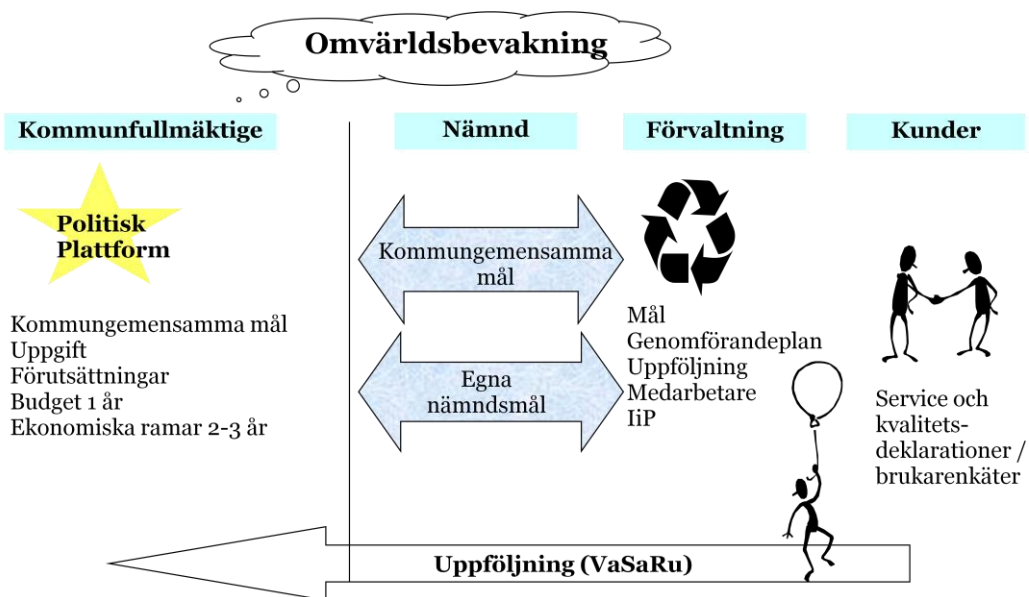 Omvärldsbevakning
Kommunfullmäktige
Nämnd
Förvaltning
Kunder
Politisk
Plattform
Kommungemensamma mål
Uppgift
Förutsättningar
Budget 1 år
Ekonomiska ramar 2-3 år
Kommungemensamma
mål
Egna
nämndsmål
Mål
Genomförandeplan
Uppföljning
Medarbetare
IiP
Service och
kvalitets-
deklarationer /
brukarenkäter
Uppföljning (VaSaRu)